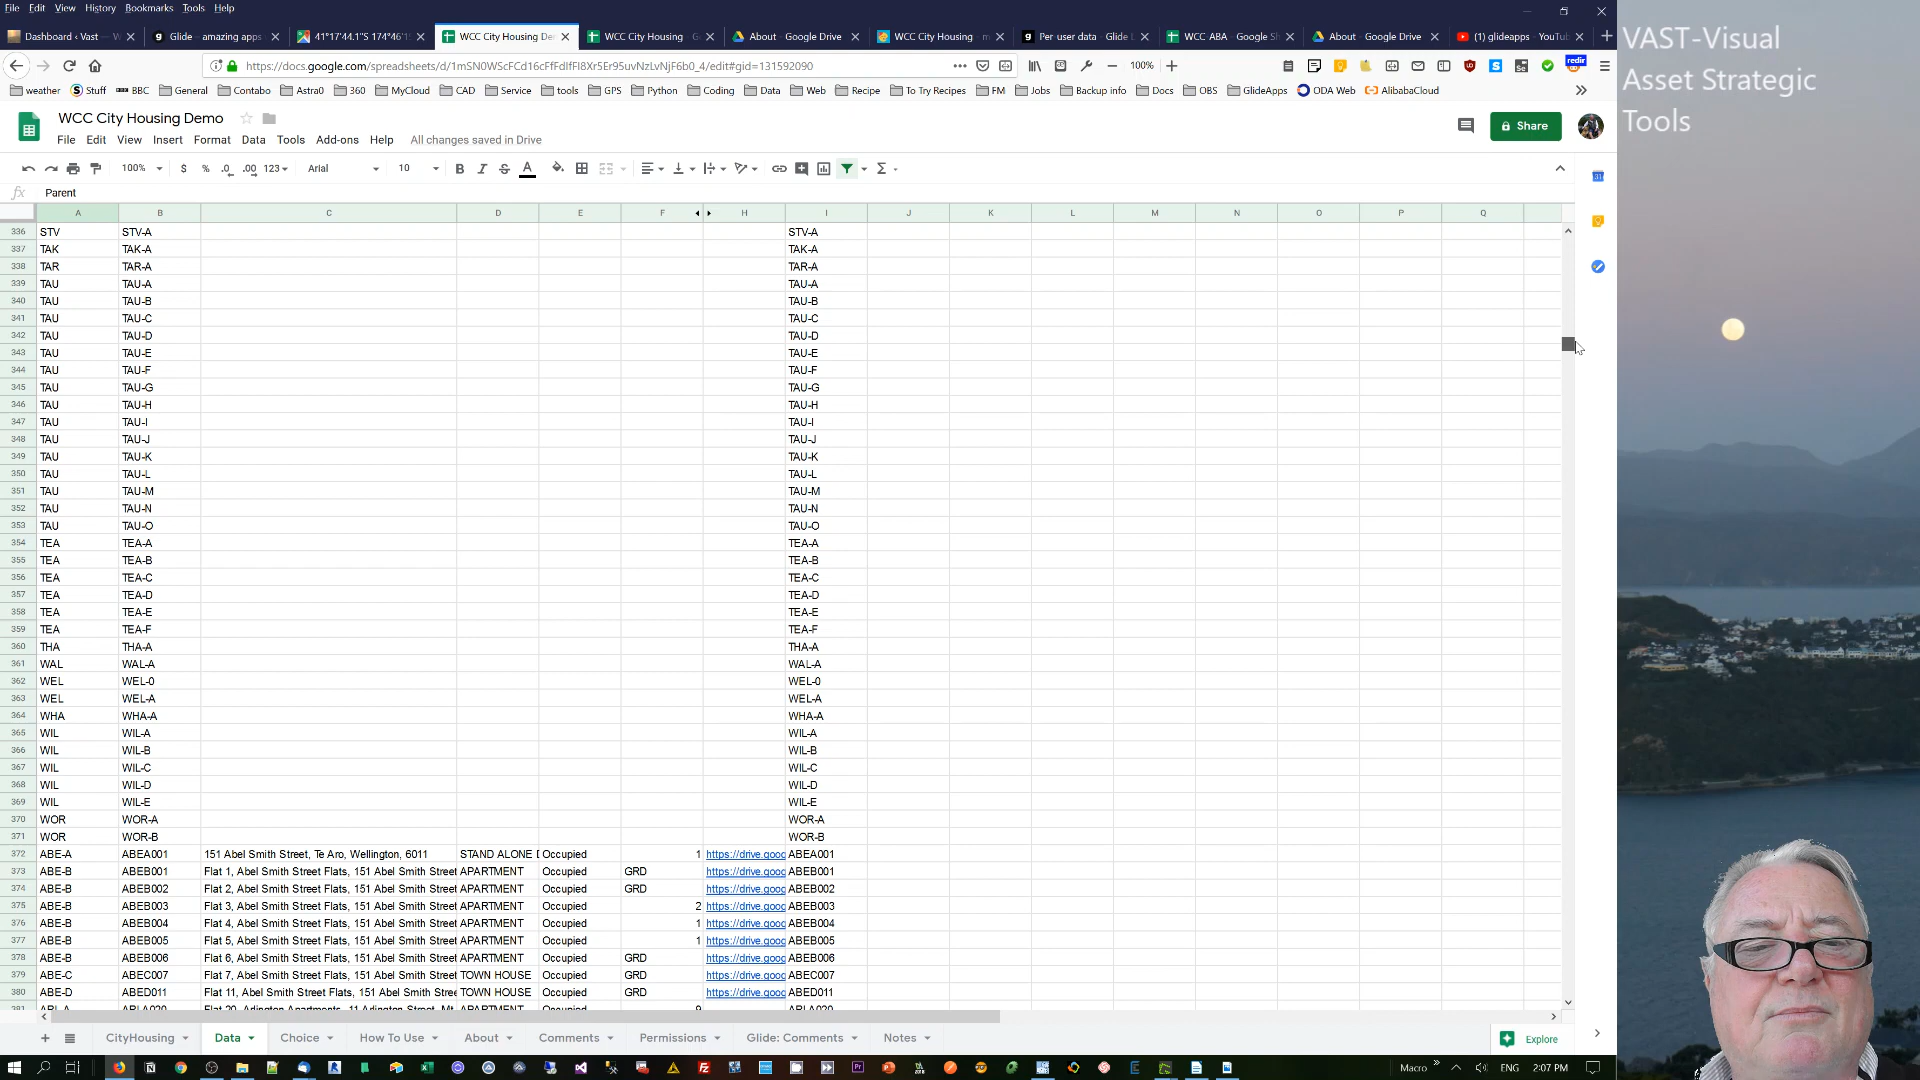 File Edit View History Bookmarks Tools Help
Dashboard ‹ Vast — W
Glide - amazing apps
41°17'44.1"S 174°46'1
WCC City Housing De
WCC City Housing - G
About - Google Drive
WCC City Housing - m
Per user data - Glide
WCC-ABA - Google S
About - Google Drive
(1) glideapps - YouTu
https://docs.google.com/spreadsheets/d/1mSN0WScFCd16cFfFdlfFI8Xr5Er95uvNzLvNjF6b0_4/edit#gid=131592090
100%
redir
weather Stuff BBC General Contabo Astra0 360 MyCloud CAD Service tools GPS Python Coding Data Web Recipe To Try Recipes FM Jobs Backup info Docs OBS GlideApps ODA Web AlibabaCloud
WCC City Housing Demo
File Edit View Insert Format Data Tools Add-ons Help All changes saved in Drive
Share
100% $ % .0 .00 123 Arial 10 B I S A
fx Parent
A B C D E F H I J K L M N O P Q
336 STV STV-A STV-A
337 TAK TAK-A TAK-A
338 TAR TAR-A TAR-A
339 TAU TAU-A TAU-A
340 TAU TAU-B TAU-B
341 TAU TAU-C TAU-C
342 TAU TAU-D TAU-D
343 TAU TAU-E TAU-E
344 TAU TAU-F TAU-F
345 TAU TAU-G TAU-G
346 TAU TAU-H TAU-H
347 TAU TAU-I TAU-I
348 TAU TAU-J TAU-J
349 TAU TAU-K TAU-K
350 TAU TAU-L TAU-L
351 TAU TAU-M TAU-M
352 TAU TAU-N TAU-N
353 TAU TAU-O TAU-O
354 TEA TEA-A TEA-A
355 TEA TEA-B TEA-B
356 TEA TEA-C TEA-C
357 TEA TEA-D TEA-D
358 TEA TEA-E TEA-E
359 TEA TEA-F TEA-F
360 THA THA-A THA-A
361 WAL WAL-A WAL-A
362 WEL WEL-0 WEL-0
363 WEL WEL-A WEL-A
364 WHA WHA-A WHA-A
365 WIL WIL-A WIL-A
366 WIL WIL-B WIL-B
367 WIL WIL-C WIL-C
368 WIL WIL-D WIL-D
369 WIL WIL-E WIL-E
370 WOR WOR-A WOR-A
371 WOR WOR-B WOR-B
372 ABE-A ABEA001 151 Abel Smith Street, Te Aro, Wellington, 6011 STAND ALONE D Occupied 1 https://drive.goog ABEA001
373 ABE-B ABEB001 Flat 1, Abel Smith Street Flats, 151 Abel Smith Street APARTMENT Occupied GRD https://drive.goog ABEB001
374 ABE-B ABEB002 Flat 2, Abel Smith Street Flats, 151 Abel Smith Street APARTMENT Occupied GRD https://drive.goog ABEB002
375 ABE-B ABEB003 Flat 3, Abel Smith Street Flats, 151 Abel Smith Street APARTMENT Occupied 2 https://drive.goog ABEB003
376 ABE-B ABEB004 Flat 4, Abel Smith Street Flats, 151 Abel Smith Street APARTMENT Occupied 1 https://drive.goog ABEB004
377 ABE-B ABEB005 Flat 5, Abel Smith Street Flats, 151 Abel Smith Street APARTMENT Occupied 1 https://drive.goog ABEB005
378 ABE-B ABEB006 Flat 6, Abel Smith Street Flats, 151 Abel Smith Street APARTMENT Occupied GRD https://drive.goog ABEB006
379 ABE-C ABEC007 Flat 7, Abel Smith Street Flats, 151 Abel Smith Street TOWN HOUSE Occupied GRD https://drive.goog ABEC007
380 ABE-D ABED011 Flat 11, Abel Smith Street Flats, 151 Abel Smith Stree TOWN HOUSE Occupied GRD https://drive.goog ABED011
CityHousing Data Choice How To Use About Comments Permissions Glide: Comments Notes Explore
Macro ENG 2:07 PM
VAST-Visual
Asset Strategic
Tools